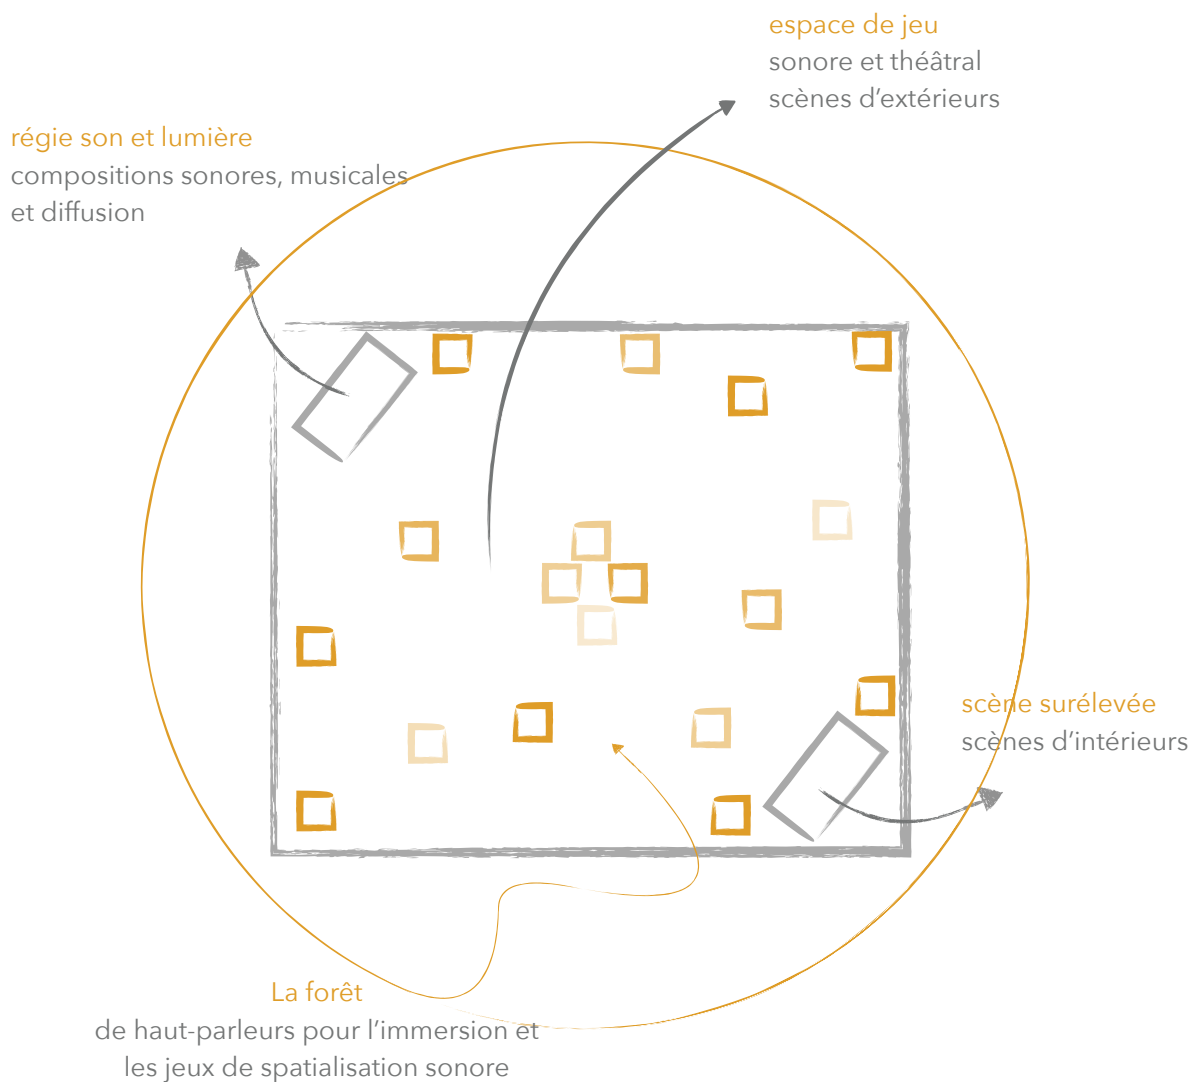 espace de jeu
sonore et théâtral
scènes d’extérieurs
régie son et lumière
compositions sonores, musicales
et diffusion
scène surélevée
scènes d’intérieurs
La forêt
de haut-parleurs pour l’immersion et
les jeux de spatialisation sonore